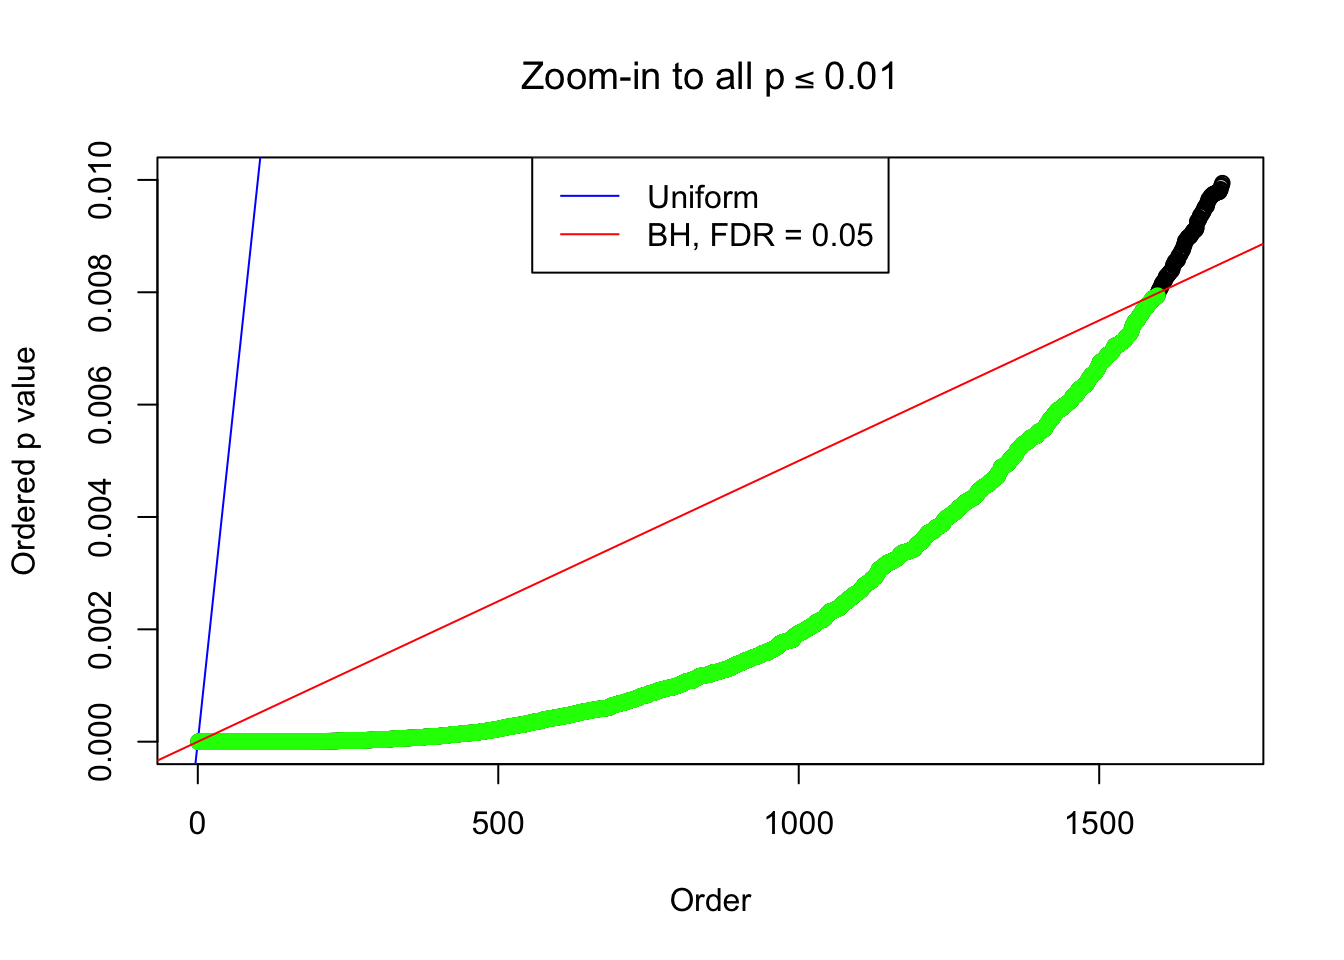 Zoom-in to all p ≤ 0.01
Uniform
BH, FDR = 0.05
Ordered p value
0.010
0.008
0.006
0.004
0.002
0.000
0
500
1000
1500
Order